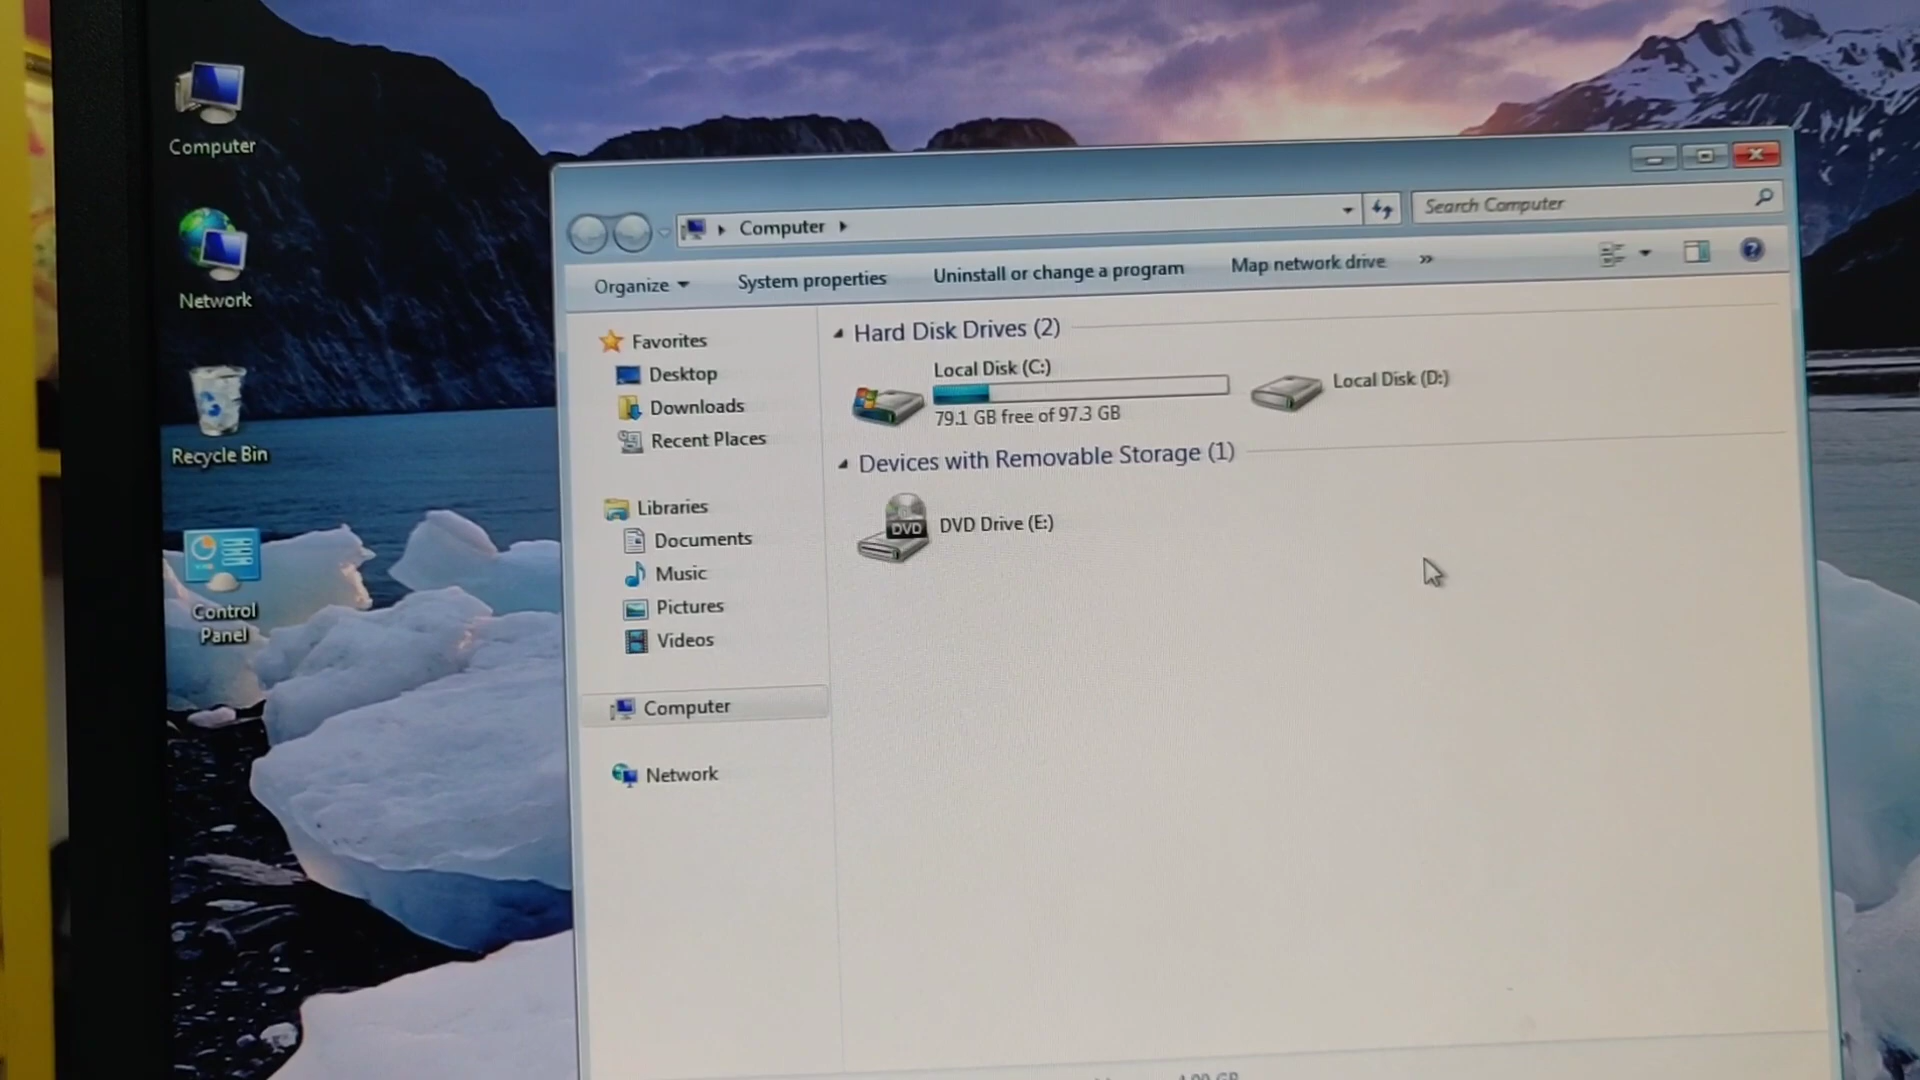 Computer
Network
Recycle Bin
Control
Panel
Computer
Search Computer
Organize
System properties
Uninstall or change a program
Map network drive
»
Favorites
Desktop
Downloads
Recent Places
Libraries
Documents
Music
Pictures
Videos
Computer
Network
Hard Disk Drives (2)
Local Disk (C:)
79.1 GB free of 97.3 GB
Local Disk (D:)
Devices with Removable Storage (1)
DVD
DVD Drive (E:)